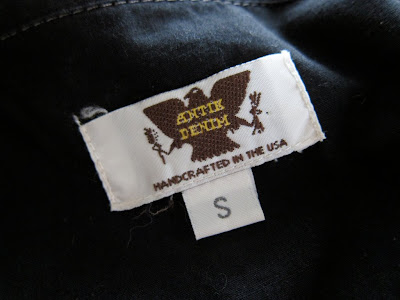 ANTIK
DENIM
HANDCRAFTED IN THE USA
S